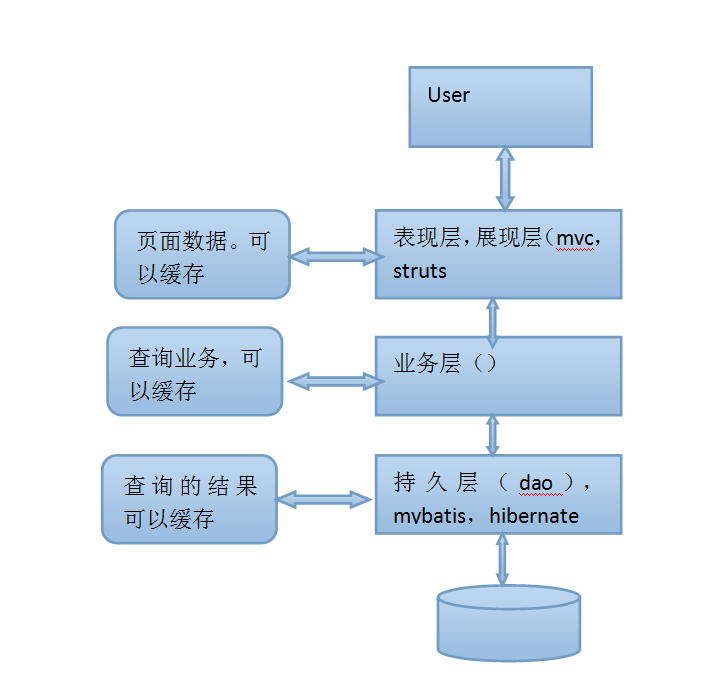 User
页面数据。可
以缓存
表现层，展现层（mvc，
struts
查询业务，可
以缓存
业务层（）
查询的结果
可以缓存
持久层（dao），
mybatis，hibernate